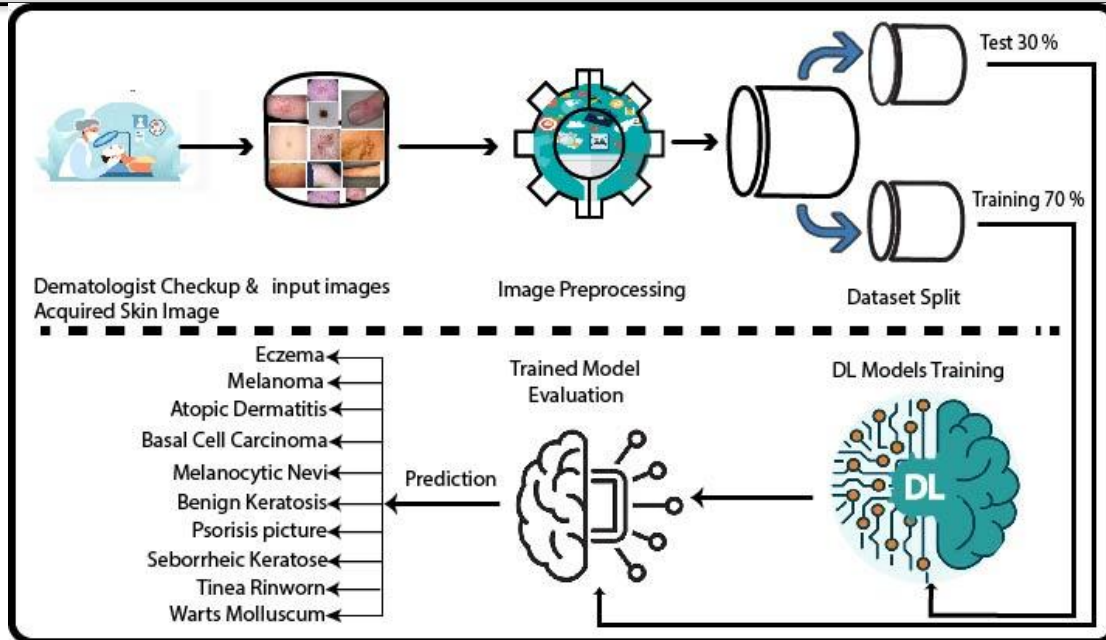 Test 30 %
Training 70 %
Dematologist Checkup & input images
Acquired Skin Image
Image Preprocessing
Dataset Split
Eczema
Melanoma
Atopic Dermatitis
Basal Cell Carcinoma
Melanocytic Nevi
Benign Keratosis
Psorisis picture
Seborrheic Keratose
Tinea Rinworn
Warts Molluscum
Prediction
Trained Model
Evaluation
DL Models Training
DL